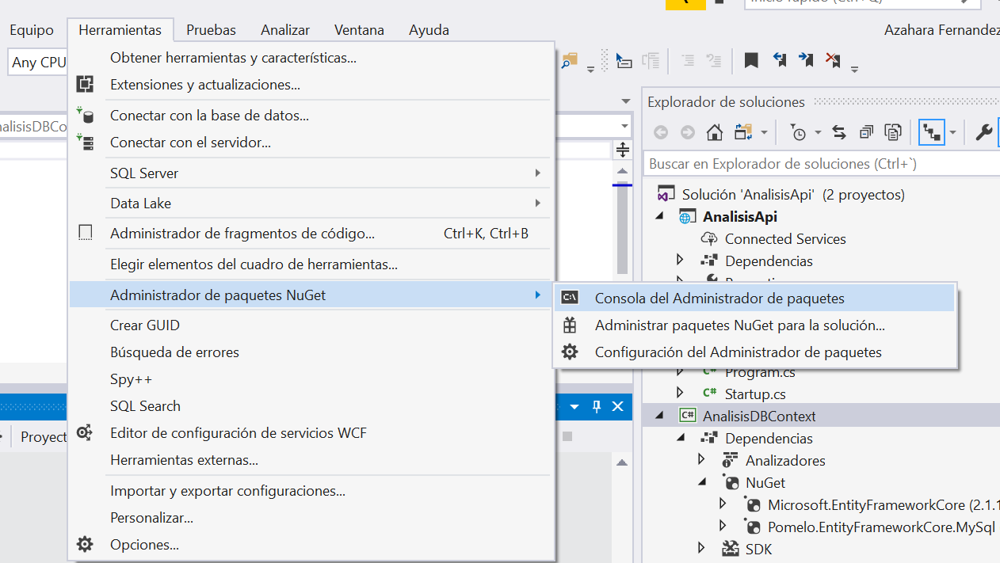 Equipo Herramientas Pruebas Analizar Ventana Ayuda
Azahara Fernandez
Any CPU
Obtener herramientas y características...
Extensiones y actualizaciones...
Conectar con la base de datos...
Conectar con el servidor...
SQL Server
Data Lake
Administrador de fragmentos de código... Ctrl+K, Ctrl+B
Elegir elementos del cuadro de herramientas...
Administrador de paquetes NuGet
Crear GUID
Búsqueda de errores
Spy++
SQL Search
Editor de configuración de servicios WCF
Herramientas externas...
Importar y exportar configuraciones...
Personalizar...
Opciones...
C:\ Consola del Administrador de paquetes
Administrar paquetes NuGet para la solución...
Configuración del Administrador de paquetes
nalisisDBCo
Proyect
Explorador de soluciones
Buscar en Explorador de soluciones (Ctrl+`)
Solución 'AnalisisApi' (2 proyectos)
AnalisisApi
Connected Services
Dependencias
C# Program.cs
C# Startup.cs
C# AnalisisDBContext
Dependencias
Analizadores
NuGet
Microsoft.EntityFrameworkCore (2.1.1
Pomelo.EntityFrameworkCore.MySql
SDK